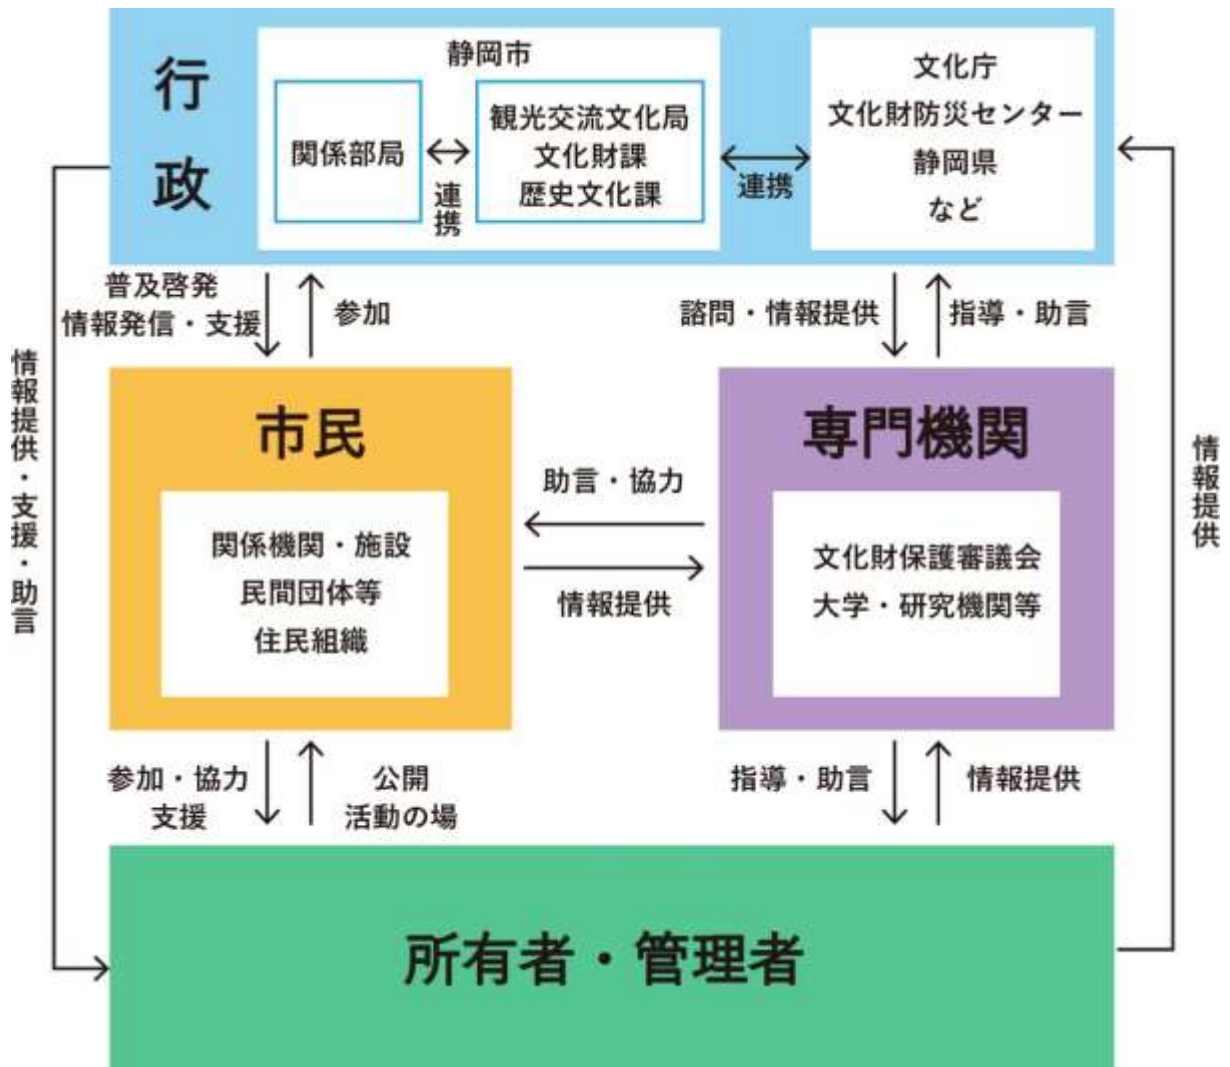 行
政
静岡市
関係部局
連
携
観光交流文化局
文化財課
歴史文化課
連携
文化庁
文化財防災センター
静岡県
など
普及啓発
情報発信・支援
参加
諮問・情報提供
指導・助言
情報提供・支援・助言
市民
関係機関・施設
民間団体等
住民組織
助言・協力
情報提供
専門機関
文化財保護審議会
大学・研究機関等
情報提供
参加・協力
支援
公開
活動の場
指導・助言
情報提供
所有者・管理者